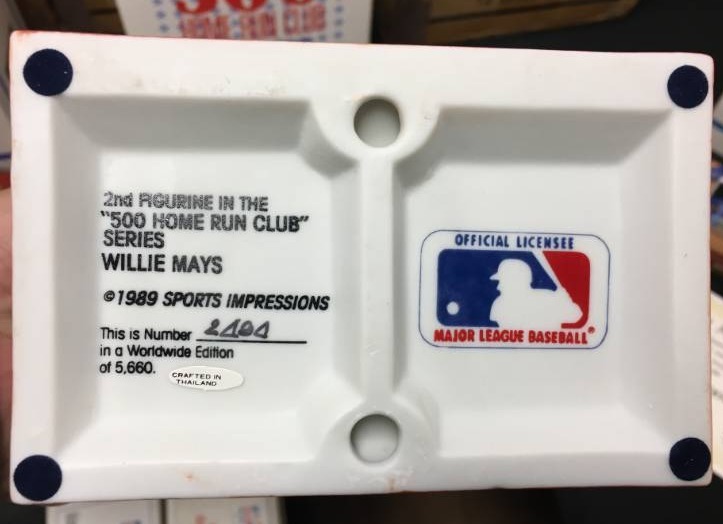 2nd FIGURINE IN THE
"500 HOME RUN CLUB"
SERIES
WILLIE MAYS
©1989 SPORTS IMPRESSIONS
This is Number
in a Worldwide Edition
of 5,660.
CRAFTED IN
THAILAND
OFFICIAL LICENSEE
MAJOR LEAGUE BASEBALL®